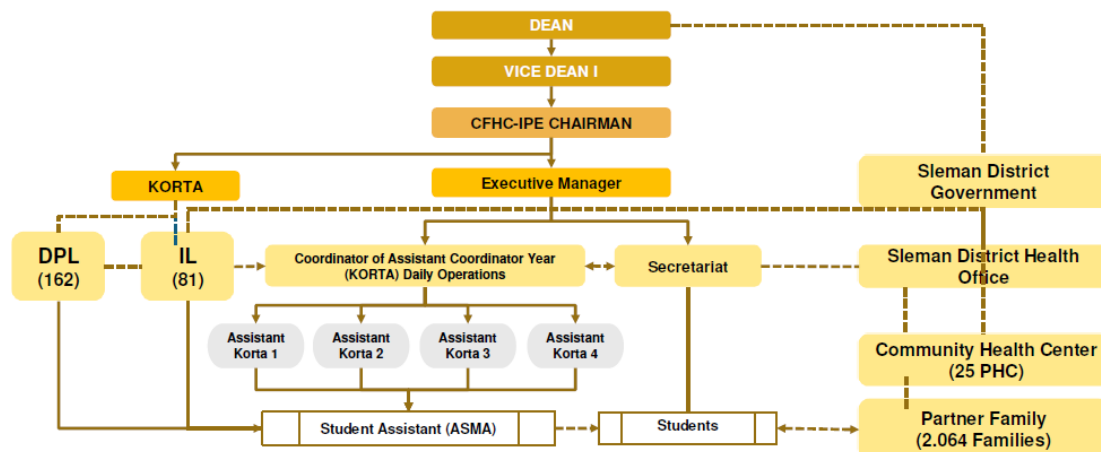 DEAN
VICE DEAN I
CFHC-IPE CHAIRMAN
KORTA
Executive Manager
Sleman District
Government
DPL
(162)
IL
(81)
Coordinator of Assistant Coordinator Year
(KORTA) Daily Operations
Secretariat
Sleman District Health
Office
Assistant
Korta 1
Assistant
Korta 2
Assistant
Korta 3
Assistant
Korta 4
Community Health Center
(25 PHC)
Student Assistant (ASMA)
Students
Partner Family
(2.064 Families)